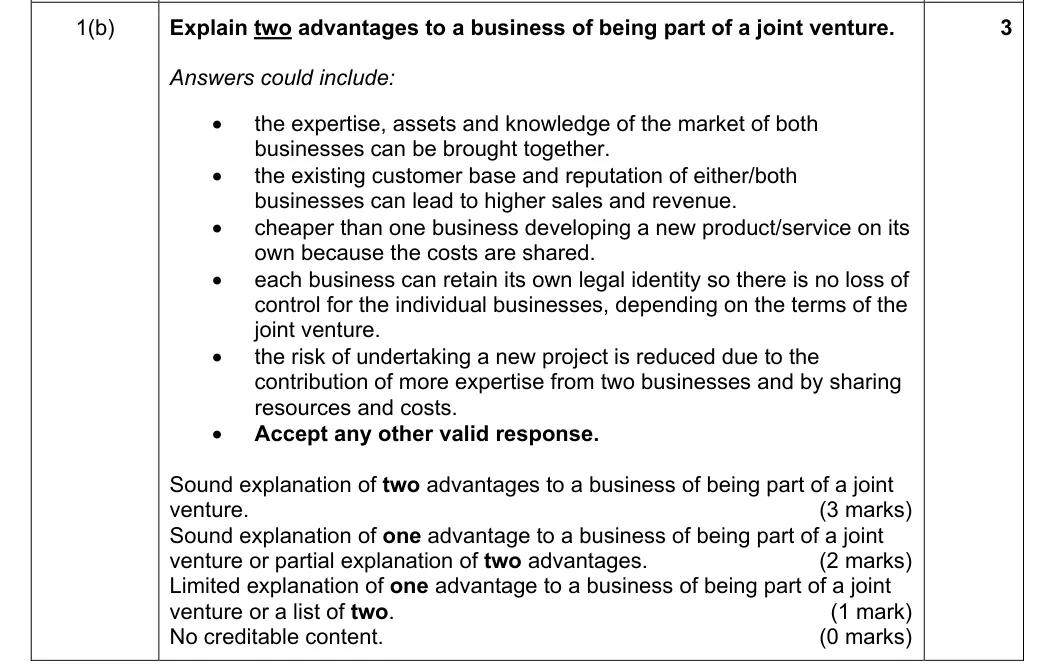 1(b) Explain two advantages to a business of being part of a joint venture. 3
Answers could include:
• the expertise, assets and knowledge of the market of both
businesses can be brought together.
• the existing customer base and reputation of either/both
businesses can lead to higher sales and revenue.
• cheaper than one business developing a new product/service on its
own because the costs are shared.
• each business can retain its own legal identity so there is no loss of
control for the individual businesses, depending on the terms of the
joint venture.
• the risk of undertaking a new project is reduced due to the
contribution of more expertise from two businesses and by sharing
resources and costs.
• Accept any other valid response.
Sound explanation of two advantages to a business of being part of a joint
venture. (3 marks)
Sound explanation of one advantage to a business of being part of a joint
venture or partial explanation of two advantages. (2 marks)
Limited explanation of one advantage to a business of being part of a joint
venture or a list of two. (1 mark)
No creditable content. (0 marks)